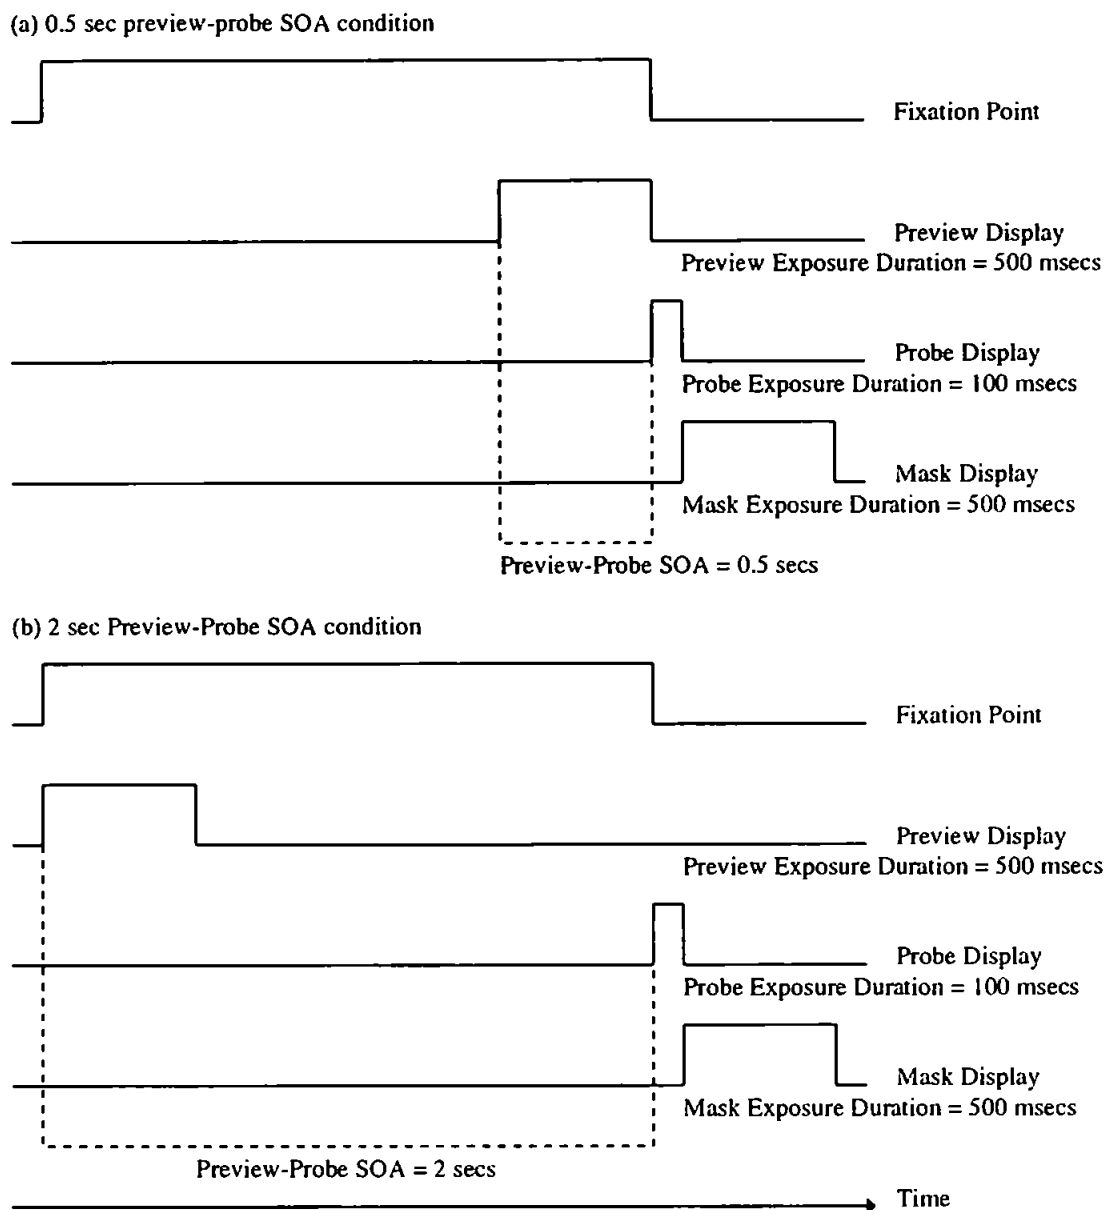 (a) 0.5 sec preview-probe SOA condition
Fixation Point
Preview Display
Preview Exposure Duration = 500 msecs
Probe Display
Probe Exposure Duration = 100 msecs
Mask Display
Mask Exposure Duration = 500 msecs
Preview-Probe SOA = 0.5 secs
(b) 2 sec Preview-Probe SOA condition
Fixation Point
Preview Display
Preview Exposure Duration = 500 msecs
Probe Display
Probe Exposure Duration = 100 msecs
Mask Display
Mask Exposure Duration = 500 msecs
Preview-Probe SOA = 2 secs
Time